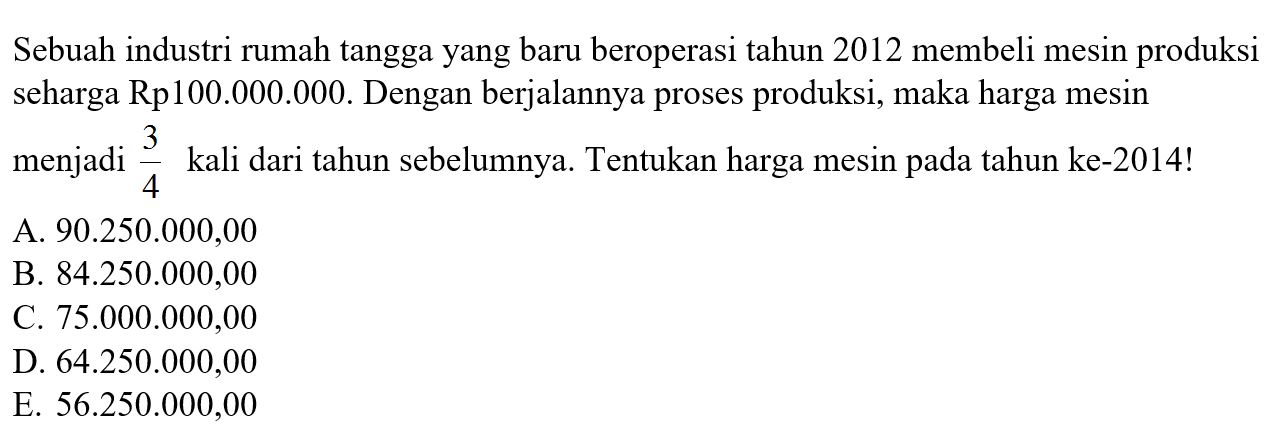 Sebuah industri rumah tangga yang baru beroperasi tahun 2012 membeli mesin produksi
seharga Rp100.000.000. Dengan berjalannya proses produksi, maka harga mesin
menjadi 3/4 kali dari tahun sebelumnya. Tentukan harga mesin pada tahun ke-2014!
A. 90.250.000,00
B. 84.250.000,00
C. 75.000.000,00
D. 64.250.000,00
E. 56.250.000,00